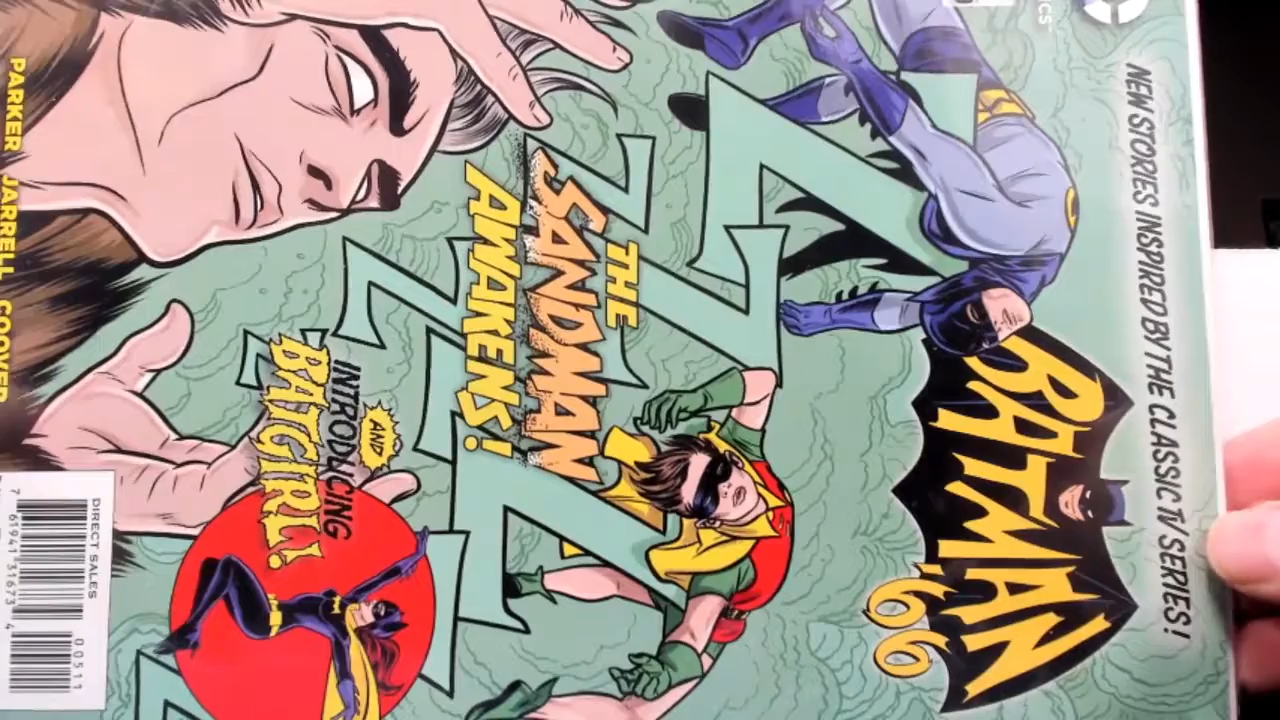 NEW STORIES INSPIRED BY THE CLASSIC TV SERIES!
BATMAN
'66
THE
SANDMAN
AWAKENS!
AND
INTRODUCING
BATGIRL!
PARKER JARRELL COOVER
DIRECT SALES
00511
7 61941 31673 4